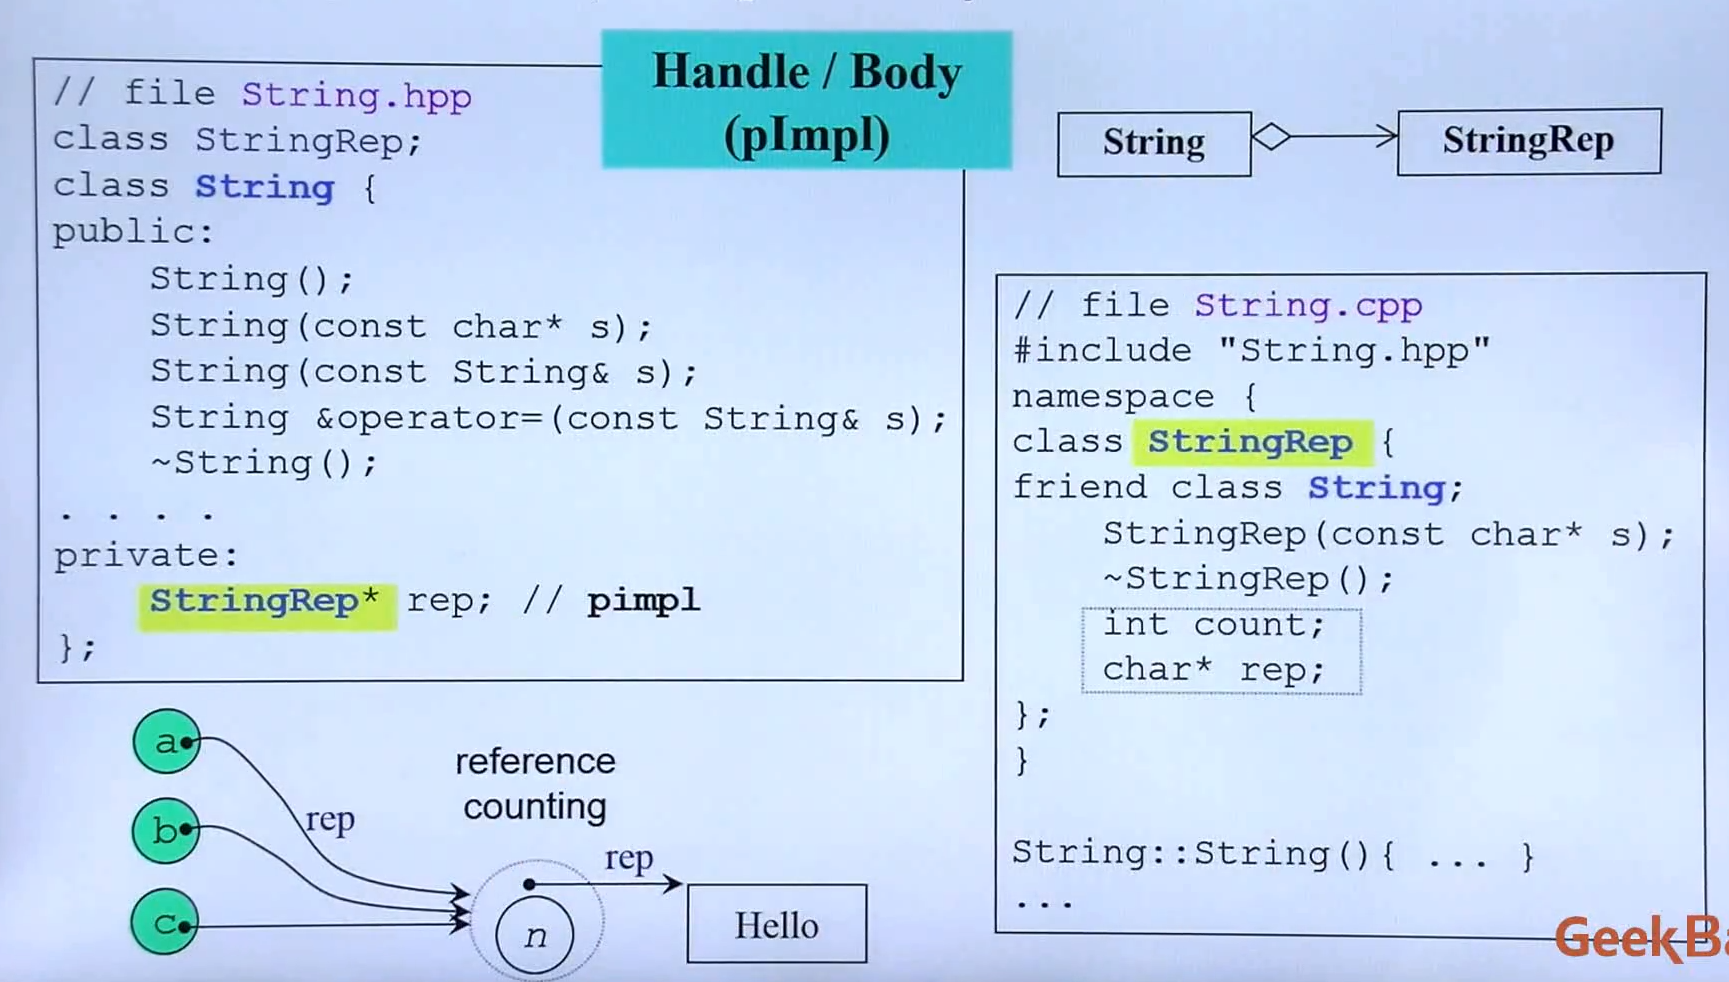 Handle / Body
(pImpl)
// file String.hpp
class StringRep;
class String {
public:
String();
String(const char* s);
String(const String& s);
String &operator=(const String& s);
~String();
. . . .
private:
StringRep* rep; // pimpl
};
String
StringRep
// file String.cpp
#include "String.hpp"
namespace {
class StringRep {
friend class String;
StringRep(const char* s);
~StringRep();
int count;
char* rep;
};
}
String::String(){ ... }
...
a
b
c
rep
reference
counting
rep
n
Hello